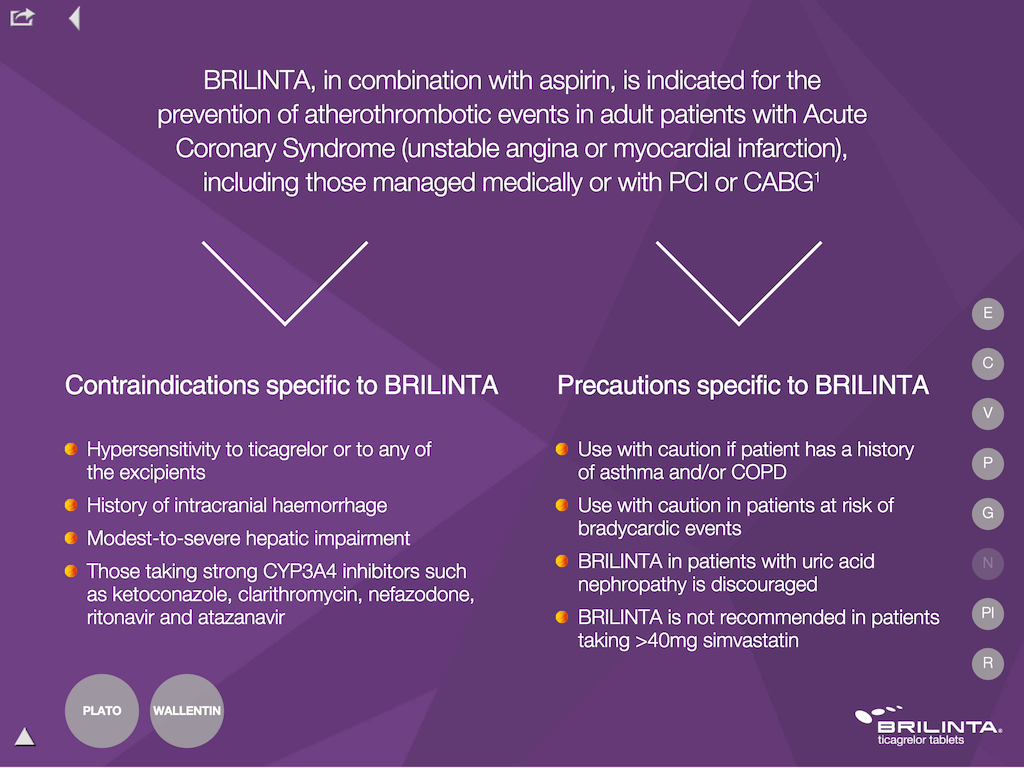 BRILINTA, in combination with aspirin, is indicated for the
prevention of atherothrombotic events in adult patients with Acute
Coronary Syndrome (unstable angina or myocardial infarction),
including those managed medically or with PCI or CABG¹
Contraindications specific to BRILINTA
Hypersensitivity to ticagrelor or to any of
the excipients
History of intracranial haemorrhage
Modest-to-severe hepatic impairment
Those taking strong CYP3A4 inhibitors such
as ketoconazole, clarithromycin, nefazodone,
ritonavir and atazanavir
Precautions specific to BRILINTA
Use with caution if patient has a history
of asthma and/or COPD
Use with caution in patients at risk of
bradycardic events
BRILINTA in patients with uric acid
nephropathy is discouraged
BRILINTA is not recommended in patients
taking >40mg simvastatin
E
C
V
P
G
N
PI
R
PLATO
WALLENTIN
BRILINTA®
ticagrelor tablets